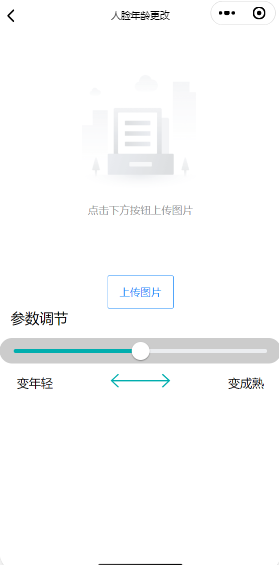 人脸年龄更改
点击下方按钮上传图片
上传图片
参数调节
变年轻
变成熟